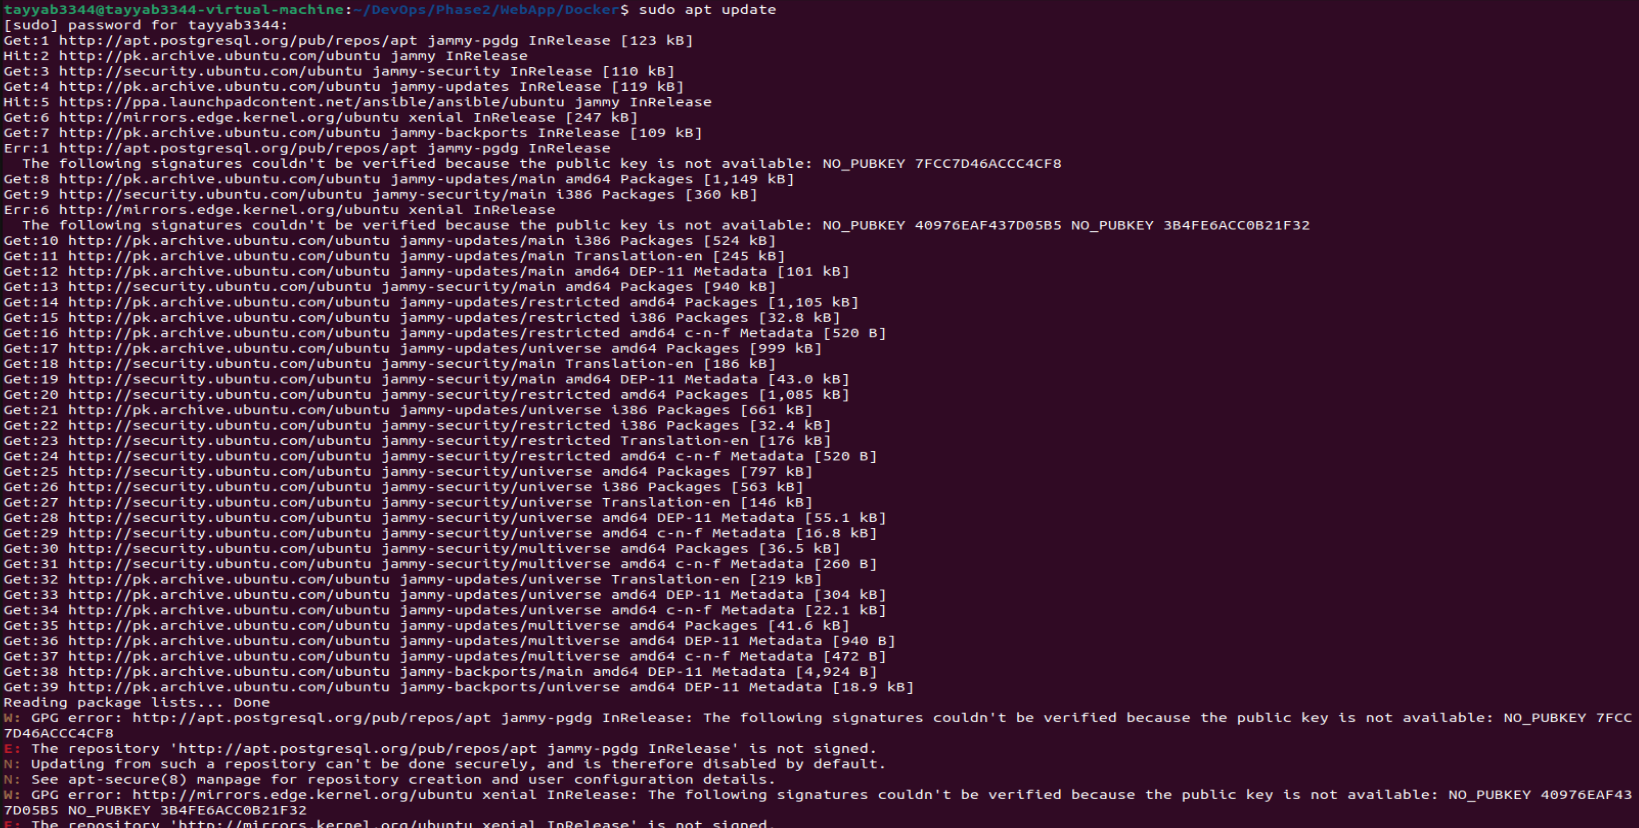 tayyab3344@tayyab3344-virtual-machine:~/DevOps/Phase2/WebApp/Docker$ sudo apt update
[sudo] password for tayyab3344:
Get:1 http://apt.postgresql.org/pub/repos/apt jammy-pgdg InRelease [123 kB]
Hit:2 http://pk.archive.ubuntu.com/ubuntu jammy InRelease
Get:3 http://security.ubuntu.com/ubuntu jammy-security InRelease [110 kB]
Get:4 http://pk.archive.ubuntu.com/ubuntu jammy-updates InRelease [119 kB]
Hit:5 https://ppa.launchpadcontent.net/ansible/ansible/ubuntu jammy InRelease
Get:6 http://mirrors.edge.kernel.org/ubuntu xenial InRelease [247 kB]
Get:7 http://pk.archive.ubuntu.com/ubuntu jammy-backports InRelease [109 kB]
Err:1 http://apt.postgresql.org/pub/repos/apt jammy-pgdg InRelease
  The following signatures couldn't be verified because the public key is not available: NO_PUBKEY 7FCC7D46ACCC4CF8
Get:8 http://pk.archive.ubuntu.com/ubuntu jammy-updates/main amd64 Packages [1,149 kB]
Get:9 http://security.ubuntu.com/ubuntu jammy-security/main i386 Packages [360 kB]
Err:6 http://mirrors.edge.kernel.org/ubuntu xenial InRelease
  The following signatures couldn't be verified because the public key is not available: NO_PUBKEY 40976EAF437D05B5 NO_PUBKEY 3B4FE6ACC0B21F32
Get:10 http://pk.archive.ubuntu.com/ubuntu jammy-updates/main i386 Packages [524 kB]
Get:11 http://pk.archive.ubuntu.com/ubuntu jammy-updates/main Translation-en [245 kB]
Get:12 http://pk.archive.ubuntu.com/ubuntu jammy-updates/main amd64 DEP-11 Metadata [101 kB]
Get:13 http://security.ubuntu.com/ubuntu jammy-security/main amd64 Packages [940 kB]
Get:14 http://pk.archive.ubuntu.com/ubuntu jammy-updates/restricted amd64 Packages [1,105 kB]
Get:15 http://pk.archive.ubuntu.com/ubuntu jammy-updates/restricted i386 Packages [32.8 kB]
Get:16 http://pk.archive.ubuntu.com/ubuntu jammy-updates/restricted amd64 c-n-f Metadata [520 B]
Get:17 http://pk.archive.ubuntu.com/ubuntu jammy-updates/universe amd64 Packages [999 kB]
Get:18 http://security.ubuntu.com/ubuntu jammy-security/main Translation-en [186 kB]
Get:19 http://security.ubuntu.com/ubuntu jammy-security/main amd64 DEP-11 Metadata [43.0 kB]
Get:20 http://security.ubuntu.com/ubuntu jammy-security/restricted amd64 Packages [1,085 kB]
Get:21 http://pk.archive.ubuntu.com/ubuntu jammy-updates/universe i386 Packages [661 kB]
Get:22 http://security.ubuntu.com/ubuntu jammy-security/restricted i386 Packages [32.4 kB]
Get:23 http://security.ubuntu.com/ubuntu jammy-security/restricted Translation-en [176 kB]
Get:24 http://security.ubuntu.com/ubuntu jammy-security/restricted amd64 c-n-f Metadata [520 B]
Get:25 http://security.ubuntu.com/ubuntu jammy-security/universe amd64 Packages [797 kB]
Get:26 http://security.ubuntu.com/ubuntu jammy-security/universe i386 Packages [563 kB]
Get:27 http://security.ubuntu.com/ubuntu jammy-security/universe Translation-en [146 kB]
Get:28 http://security.ubuntu.com/ubuntu jammy-security/universe amd64 DEP-11 Metadata [55.1 kB]
Get:29 http://security.ubuntu.com/ubuntu jammy-security/universe amd64 c-n-f Metadata [16.8 kB]
Get:30 http://security.ubuntu.com/ubuntu jammy-security/multiverse amd64 Packages [36.5 kB]
Get:31 http://security.ubuntu.com/ubuntu jammy-security/multiverse amd64 c-n-f Metadata [260 B]
Get:32 http://pk.archive.ubuntu.com/ubuntu jammy-updates/universe Translation-en [219 kB]
Get:33 http://pk.archive.ubuntu.com/ubuntu jammy-updates/universe amd64 DEP-11 Metadata [304 kB]
Get:34 http://pk.archive.ubuntu.com/ubuntu jammy-updates/universe amd64 c-n-f Metadata [22.1 kB]
Get:35 http://pk.archive.ubuntu.com/ubuntu jammy-updates/multiverse amd64 Packages [41.6 kB]
Get:36 http://pk.archive.ubuntu.com/ubuntu jammy-updates/multiverse amd64 DEP-11 Metadata [940 B]
Get:37 http://pk.archive.ubuntu.com/ubuntu jammy-updates/multiverse amd64 c-n-f Metadata [472 B]
Get:38 http://pk.archive.ubuntu.com/ubuntu jammy-backports/main amd64 DEP-11 Metadata [4,924 B]
Get:39 http://pk.archive.ubuntu.com/ubuntu jammy-backports/universe amd64 DEP-11 Metadata [18.9 kB]
Reading package lists... Done
W: GPG error: http://apt.postgresql.org/pub/repos/apt jammy-pgdg InRelease: The following signatures couldn't be verified because the public key is not available: NO_PUBKEY 7FCC
7D46ACCC4CF8
E: The repository 'http://apt.postgresql.org/pub/repos/apt jammy-pgdg InRelease' is not signed.
N: Updating from such a repository can't be done securely, and is therefore disabled by default.
N: See apt-secure(8) manpage for repository creation and user configuration details.
W: GPG error: http://mirrors.edge.kernel.org/ubuntu xenial InRelease: The following signatures couldn't be verified because the public key is not available: NO_PUBKEY 40976EAF43
7D05B5 NO_PUBKEY 3B4FE6ACC0B21F32
E: The repository 'http://mirrors.kernel.org/ubuntu xenial InRelease' is not signed.